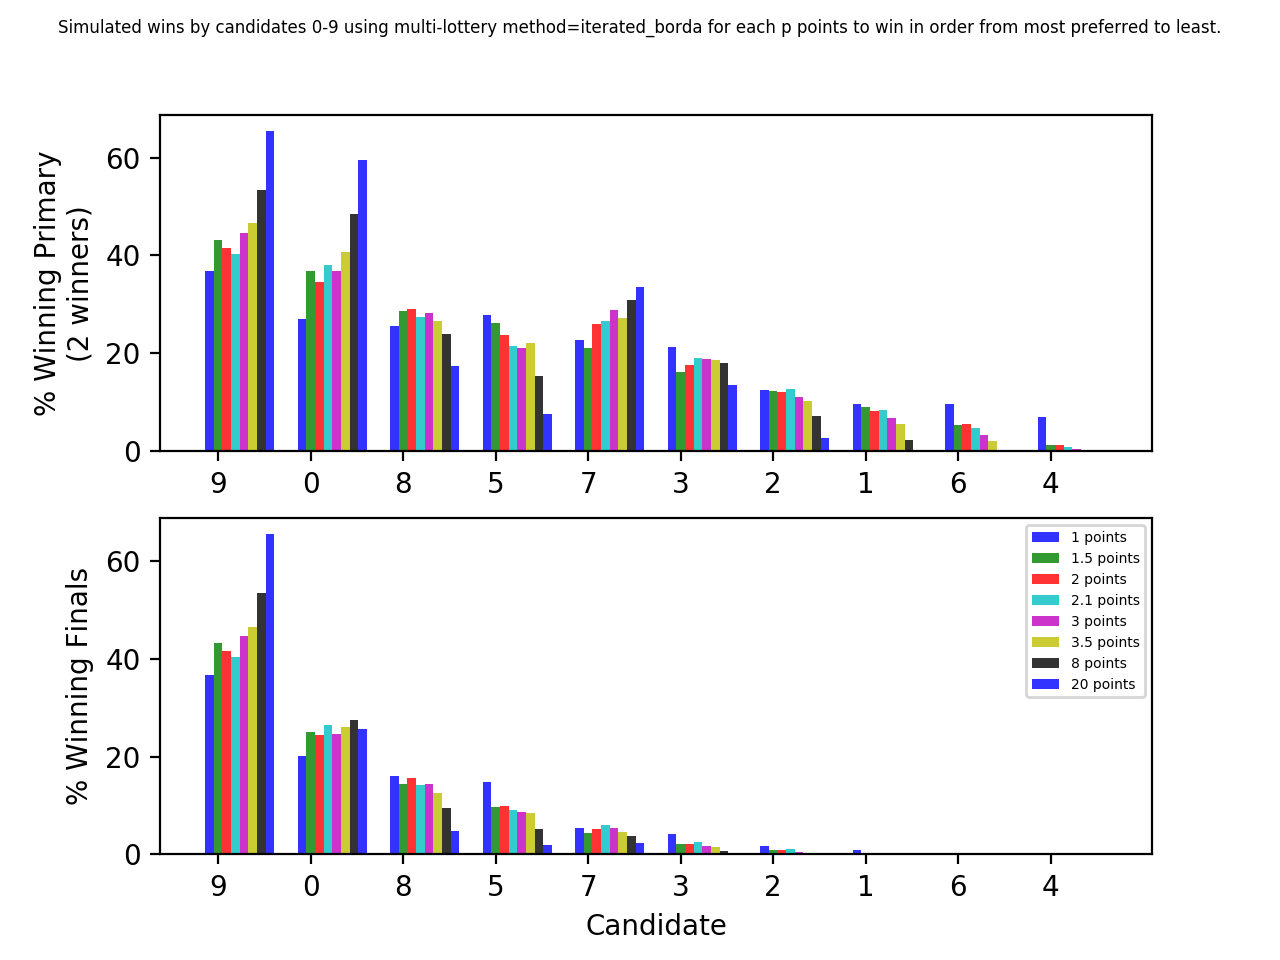 Simulated wins by candidates 0-9 using multi-lottery method=iterated_borda for each p points to win in order from most preferred to least.
% Winning Primary
(2 winners)
60
40
20
0
9 0 8 5 7 3 2 1 6 4
% Winning Finals
60
40
20
0
1 points
1.5 points
2 points
2.1 points
3 points
3.5 points
8 points
20 points
9 0 8 5 7 3 2 1 6 4
Candidate